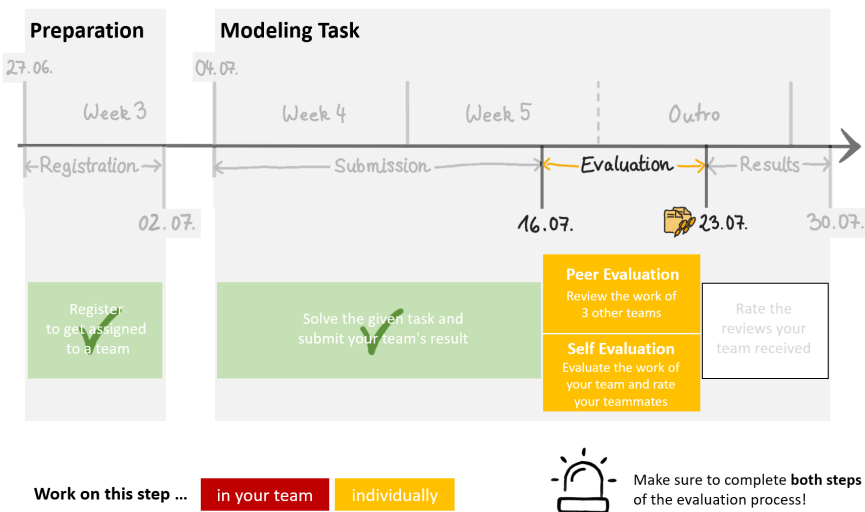 Preparation
Modeling Task
27.06.
04.07.
Week 3
Week 4
Week 5
Outro
Registration
Submission
Evaluation
Results
02.07.
16.07.
23.07.
30.07.
Register
to get assigned
to a team
Solve the given task and
submit your team's result
Peer Evaluation
Review the work of
3 other teams
Self Evaluation
Evaluate the work of
your team and rate
your teammates
Rate the
reviews your
team received
Work on this step ...
in your team
individually
Make sure to complete both steps
of the evaluation process!